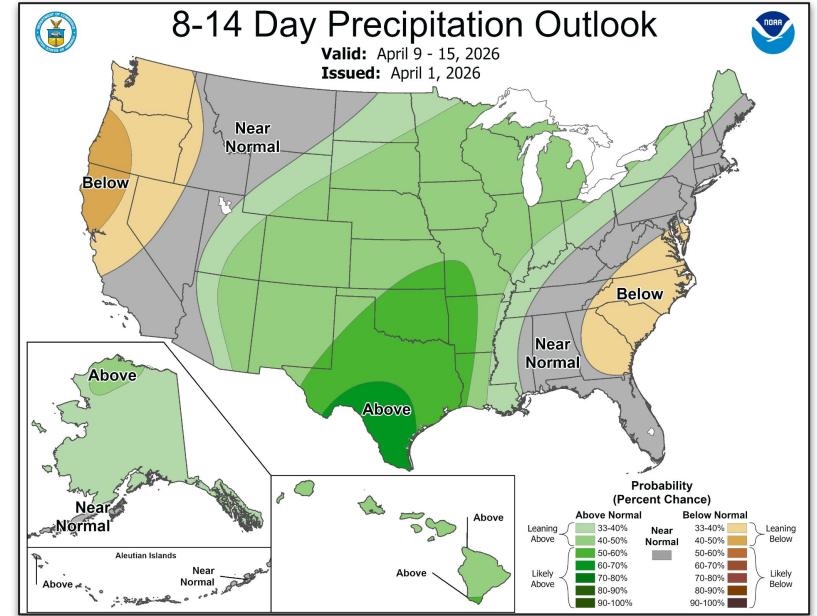 8-14 Day Precipitation Outlook
Valid: April 9 - 15, 2026
Issued: April 1, 2026
NOAA
Near
Normal
Below
Below
Near
Normal
Above
Above
Near
Normal
Aleutian Islands
Above
Near
Normal
Above
Above
Probability
(Percent Chance)
Above Normal
Below Normal
Leaning
Above
33-40%
40-50%
50-60%
60-70%
70-80%
80-90%
90-100%
Likely
Above
Near
Normal
33-40%
40-50%
50-60%
60-70%
70-80%
80-90%
90-100%
Leaning
Below
Likely
Below